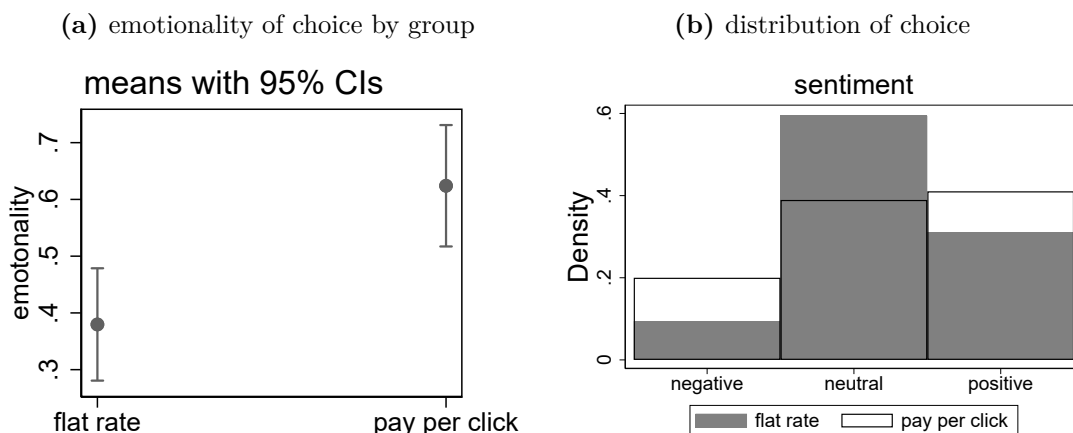 (a) emotionality of choice by group
means with 95% CIs
emotonality
.7
.6
.5
.4
.3
flat rate pay per click
(b) distribution of choice
sentiment
Density
.6
.4
.2
0
negative neutral positive
flat rate pay per click